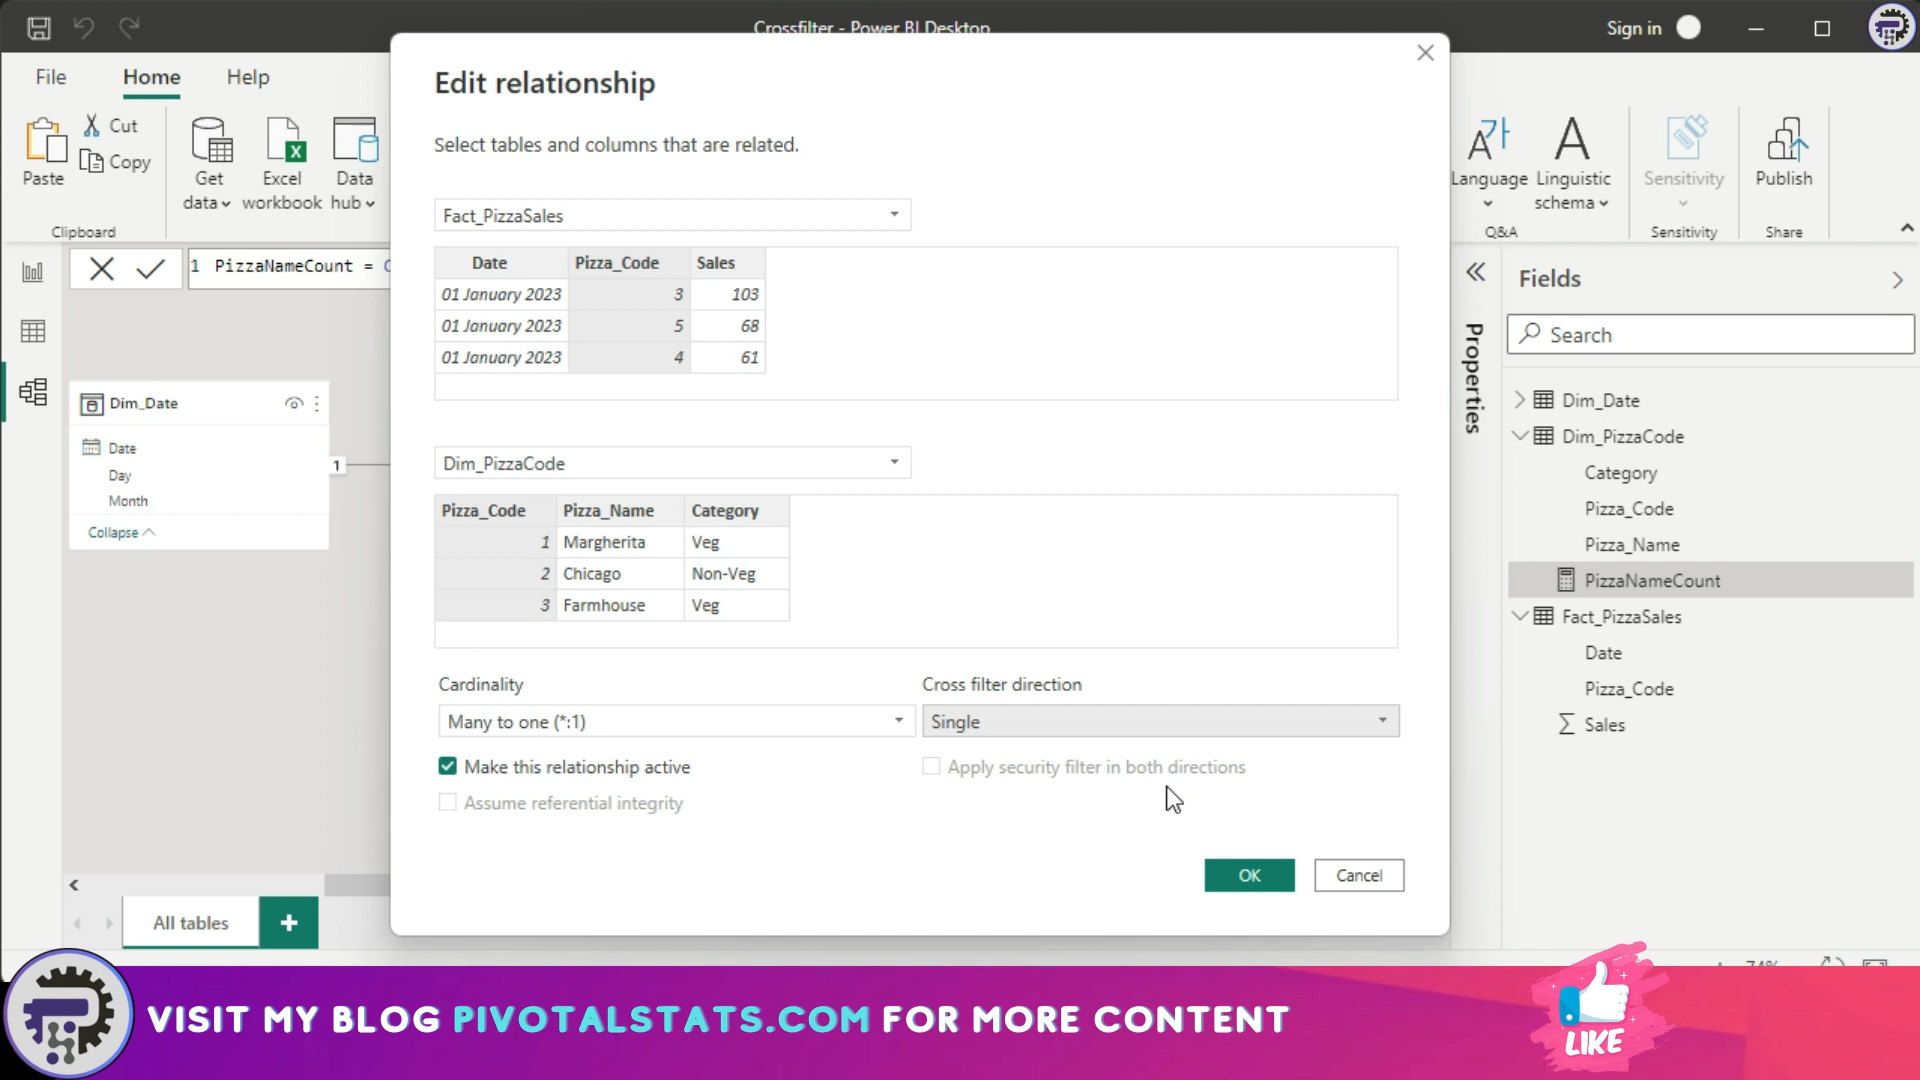 Crossfilter - Power BI Desktop
Sign in
File Home Help
Paste
Cut
Copy
Clipboard
Get data
Excel workbook
Data hub
Language
Linguistic schema
Q&A
Sensitivity
Sensitivity
Publish
Share
1 PizzaNameCount =
Dim_Date
Date
Day
Month
Collapse
1
All tables
+
Edit relationship
Select tables and columns that are related.
Fact_PizzaSales
Date Pizza_Code Sales
01 January 2023 3 103
01 January 2023 5 68
01 January 2023 4 61
Dim_PizzaCode
Pizza_Code Pizza_Name Category
1 Margherita Veg
2 Chicago Non-Veg
3 Farmhouse Veg
Cardinality
Cross filter direction
Many to one (*:1)
Single
Make this relationship active
Apply security filter in both directions
Assume referential integrity
OK
Cancel
Properties
Fields
Search
Dim_Date
Dim_PizzaCode
Category
Pizza_Code
Pizza_Name
PizzaNameCount
Fact_PizzaSales
Date
Pizza_Code
Sales
VISIT MY BLOG PIVOTALSTATS.COM FOR MORE CONTENT
LIKE